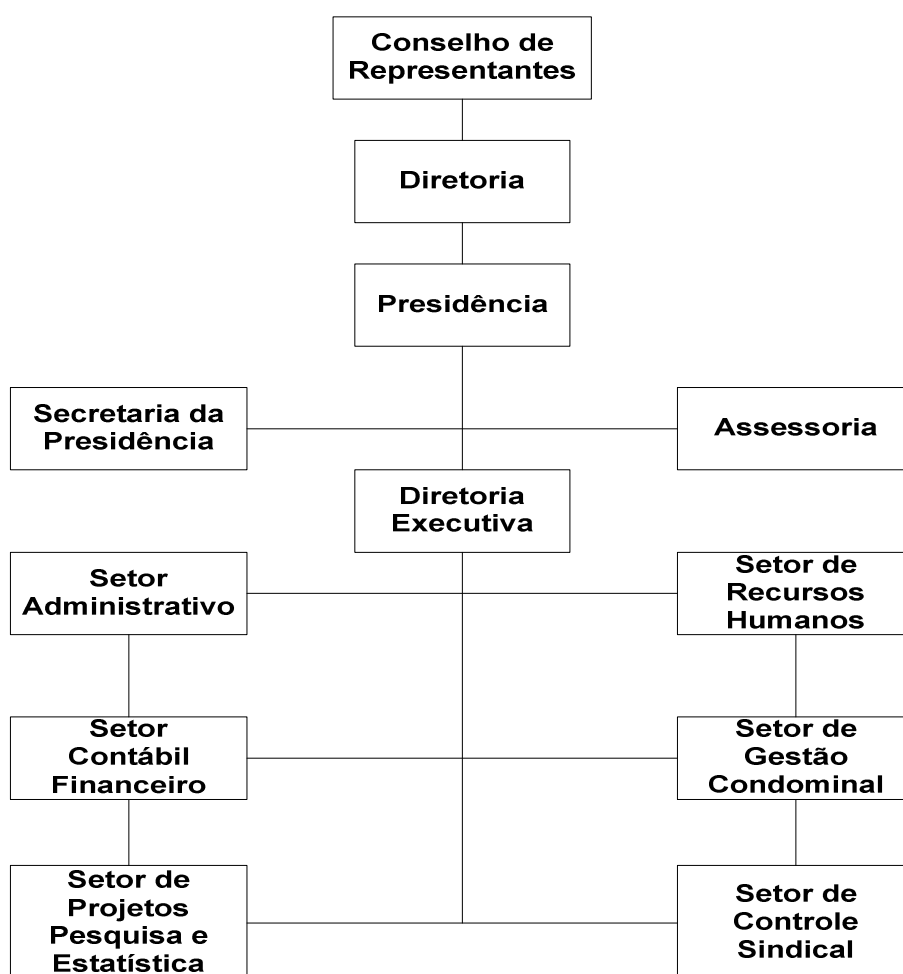 Conselho de
Representantes
Diretoria
Presidência
Secretaria da
Presidência
Assessoria
Diretoria
Executiva
Setor
Administrativo
Setor de
Recursos
Humanos
Setor
Contábil
Financeiro
Setor de
Gestão
Condominal
Setor de
Projetos
Pesquisa e
Estatística
Setor de
Controle
Sindical